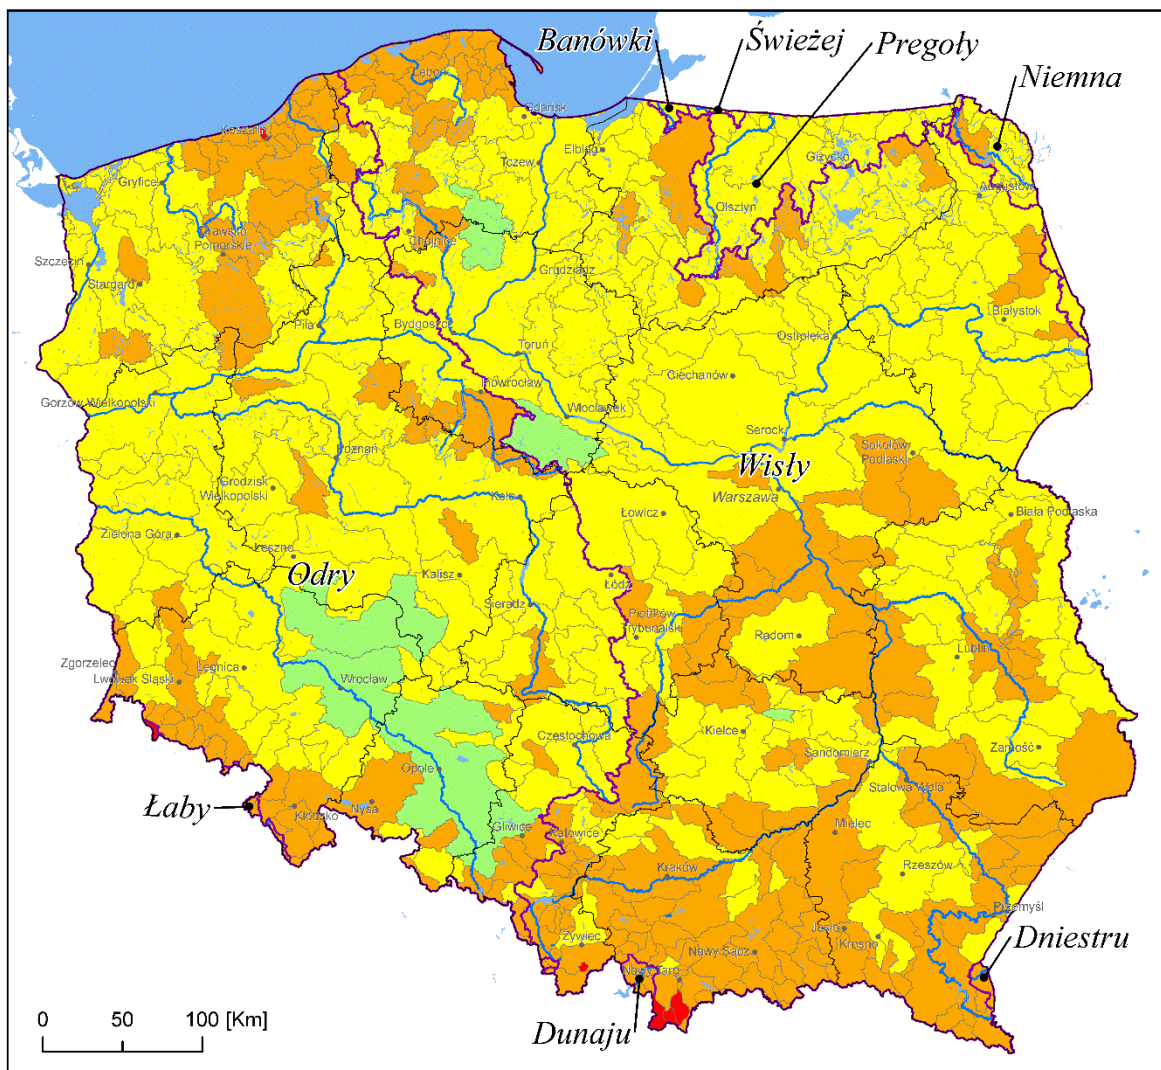 Banówki
Świeżej
Pregoły
Niemna
Lębork
Gdańsk
Koszalin
Tczew
Elbląg
Giżycko
Gryfice
Augustów
Olsztyn
Drawsko
Pomorskie
Chojnice
Szczecin
Stargard
Grudziądz
Białystok
Piła
Bydgoszcz
Ostrołęka
Toruń
Ciechanów
Inowrocław
Gorzów Wielkopolski
Włocławek
Serock
Poznań
Sokołów
Podlaski
Wisły
Grodzisk
Wielkopolski
Koło
Warszawa
Łowicz
Biała Podlaska
Zielona Góra
Leszno
Odry
Kalisz
Łódź
Sieradz
Piotrków
Trybunalski
Radom
Lublin
Zgorzelec
Legnica
Lwówek Śląski
Wrocław
Kielce
Częstochowa
Zamość
Sandomierz
Opole
Stalowa Wola
Łaby
Kłodzko
Nysa
Gliwice
Katowice
Mielec
Kraków
Rzeszów
Przemyśl
Jasło
Krosno
Żywiec
Nowy Sącz
Dniestru
Nowy Targ
0 50 100 [Km]
Dunaju